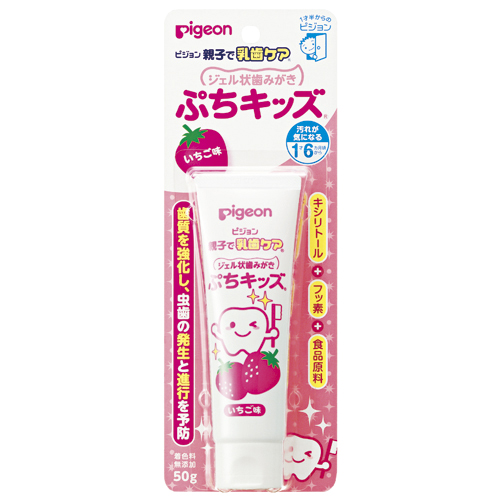 pigeon
1才半からの
ピジョン
ピジョン 親子で乳歯ケア®
ジェル状歯みがき
ぷちキッズ®
いちご味
汚れが
気になる
1才6カ月頃から
pigeon
ピジョン
親子で乳歯ケア®
ジェル状歯みがき
ぷちキッズ®
いちご味
キシリトール
+
フッ素
+
食品原料
歯質を強化し、虫歯の発生と進行を予防
着色料
無添加
50g